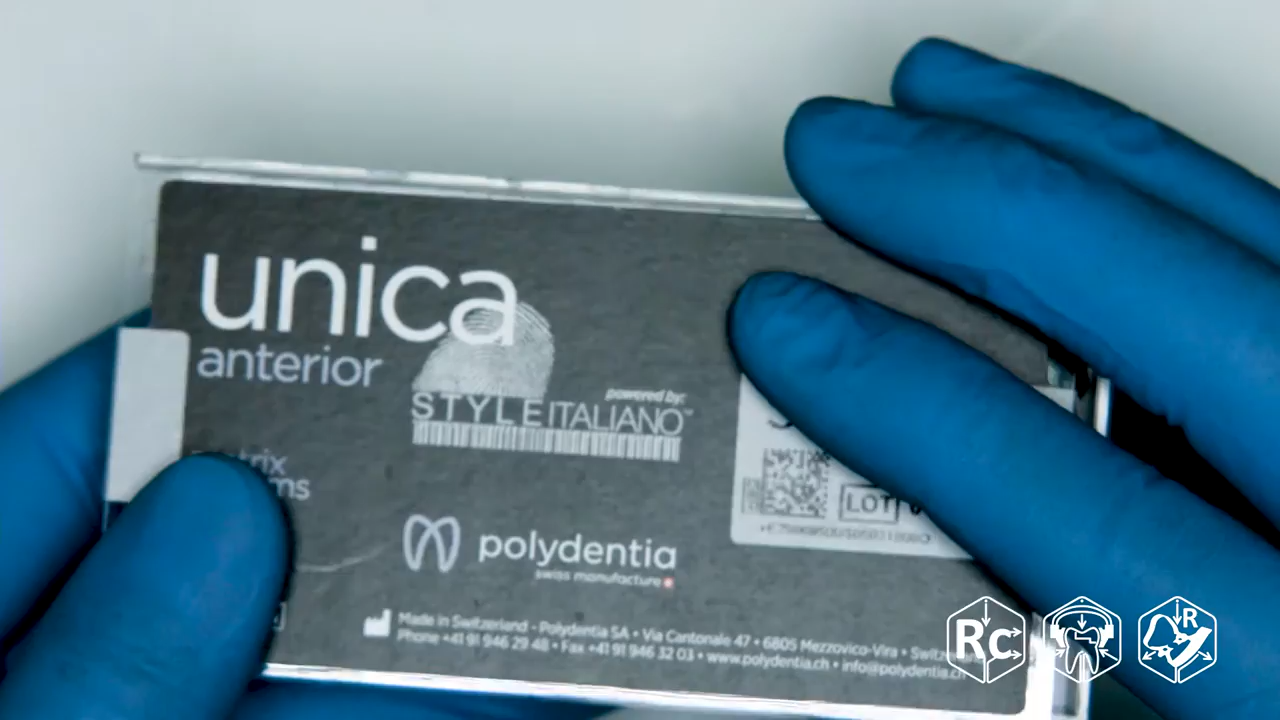 unica
anterior
powered by:
STYLEITALIANO™
polydentia
swiss manufacture
LOT
Made in Switzerland - Polydentia SA • Via Cantonale 47 • 6805 Mezzovico-Vira •
Phone +41 91 946 29 48 • Fax +41 91 946 32 03 • www.polydentia.ch • info@polydentia.ch
Rc
R